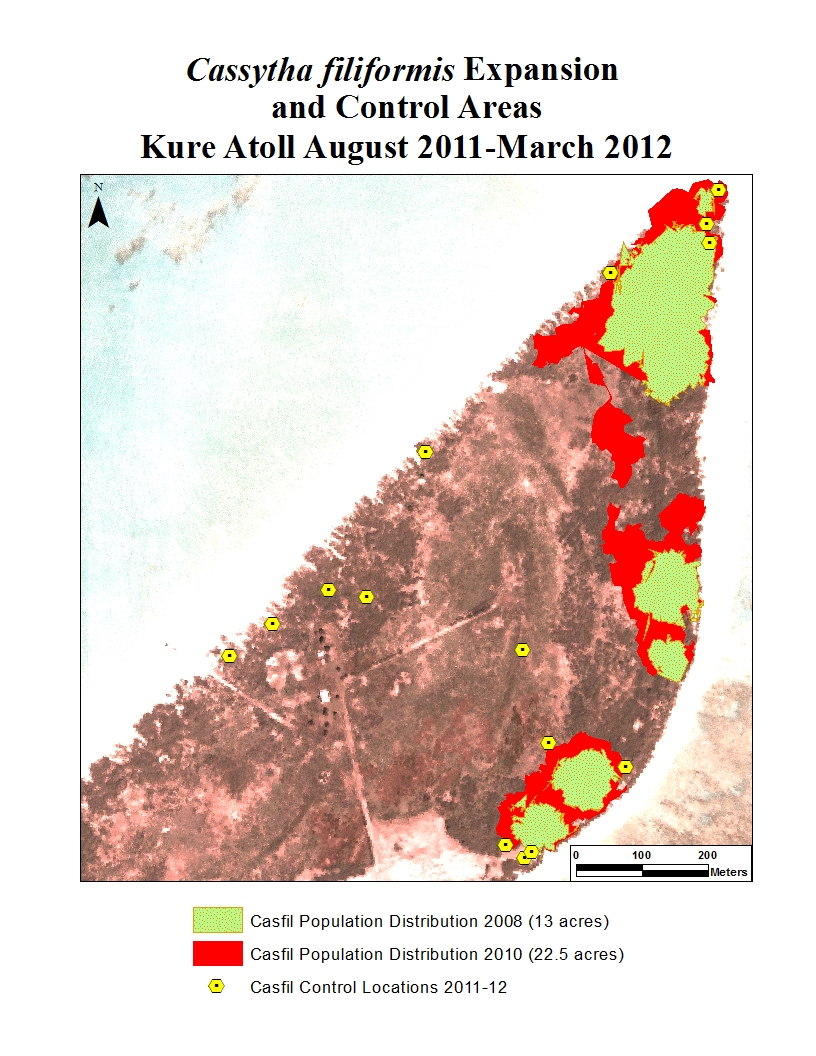 Cassytha filiformis Expansion
and Control Areas
Kure Atoll August 2011-March 2012
N
0 100 200
Meters
Casfil Population Distribution 2008 (13 acres)
Casfil Population Distribution 2010 (22.5 acres)
Casfil Control Locations 2011-12